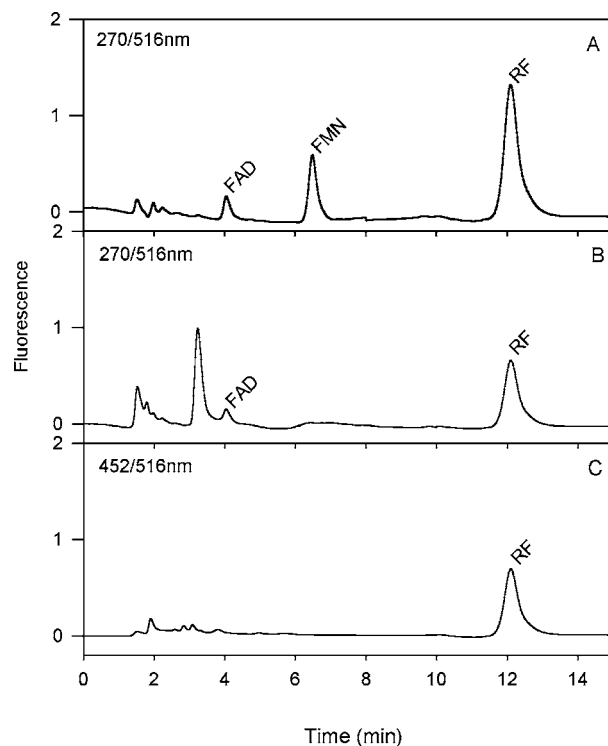 2
270/516nm
A
RF
1
FMN
FAD
0
2
270/516nm
B
1
RF
FAD
0
2
452/516nm
C
1
RF
0
0 2 4 6 8 10 12 14
Fluorescence
Time (min)